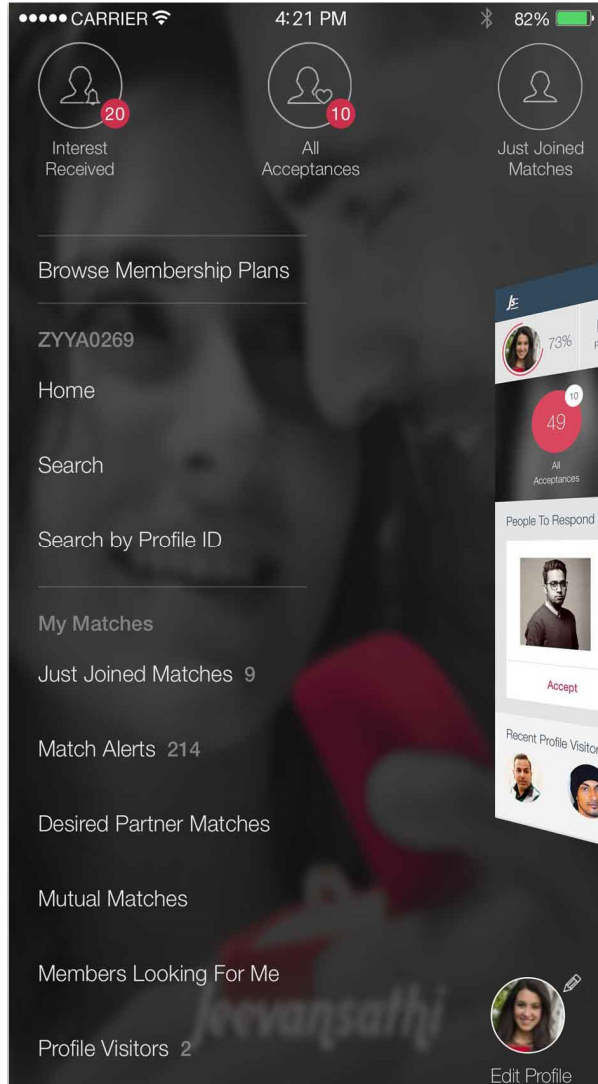 CARRIER 4:21 PM 82%
20 10
Interest
Received
All
Acceptances
Just Joined
Matches
Browse Membership Plans
ZYYA0269
Home
Search
Search by Profile ID
My Matches
Just Joined Matches 9
Match Alerts 214
Desired Partner Matches
Mutual Matches
Members Looking For Me
Profile Visitors 2
JS
73%
10
49
All
Acceptances
People To Respond
Accept
Recent Profile Visitor
Jeevansathi
Edit Profile